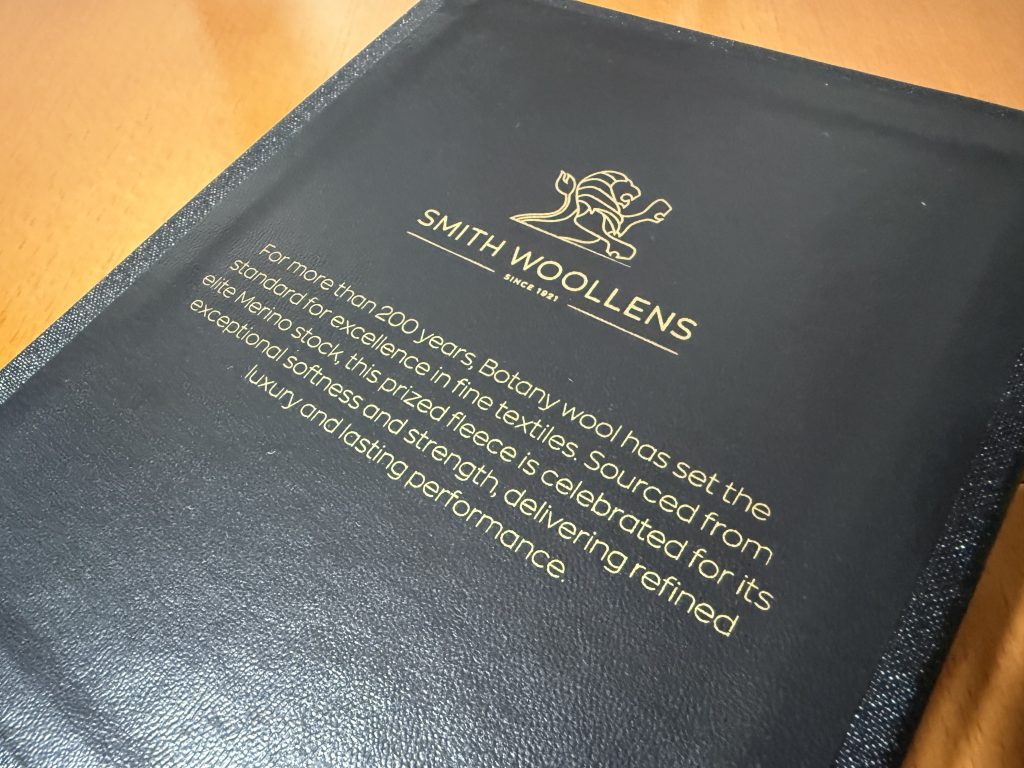 SMITH WOOLLENS
SINCE 1921
For more than 200 years, Botany wool has set the
standard for excellence in fine textiles. Sourced from
elite Merino stock, this prized fleece is celebrated for its
exceptional softness and strength, delivering refined
luxury and lasting performance.